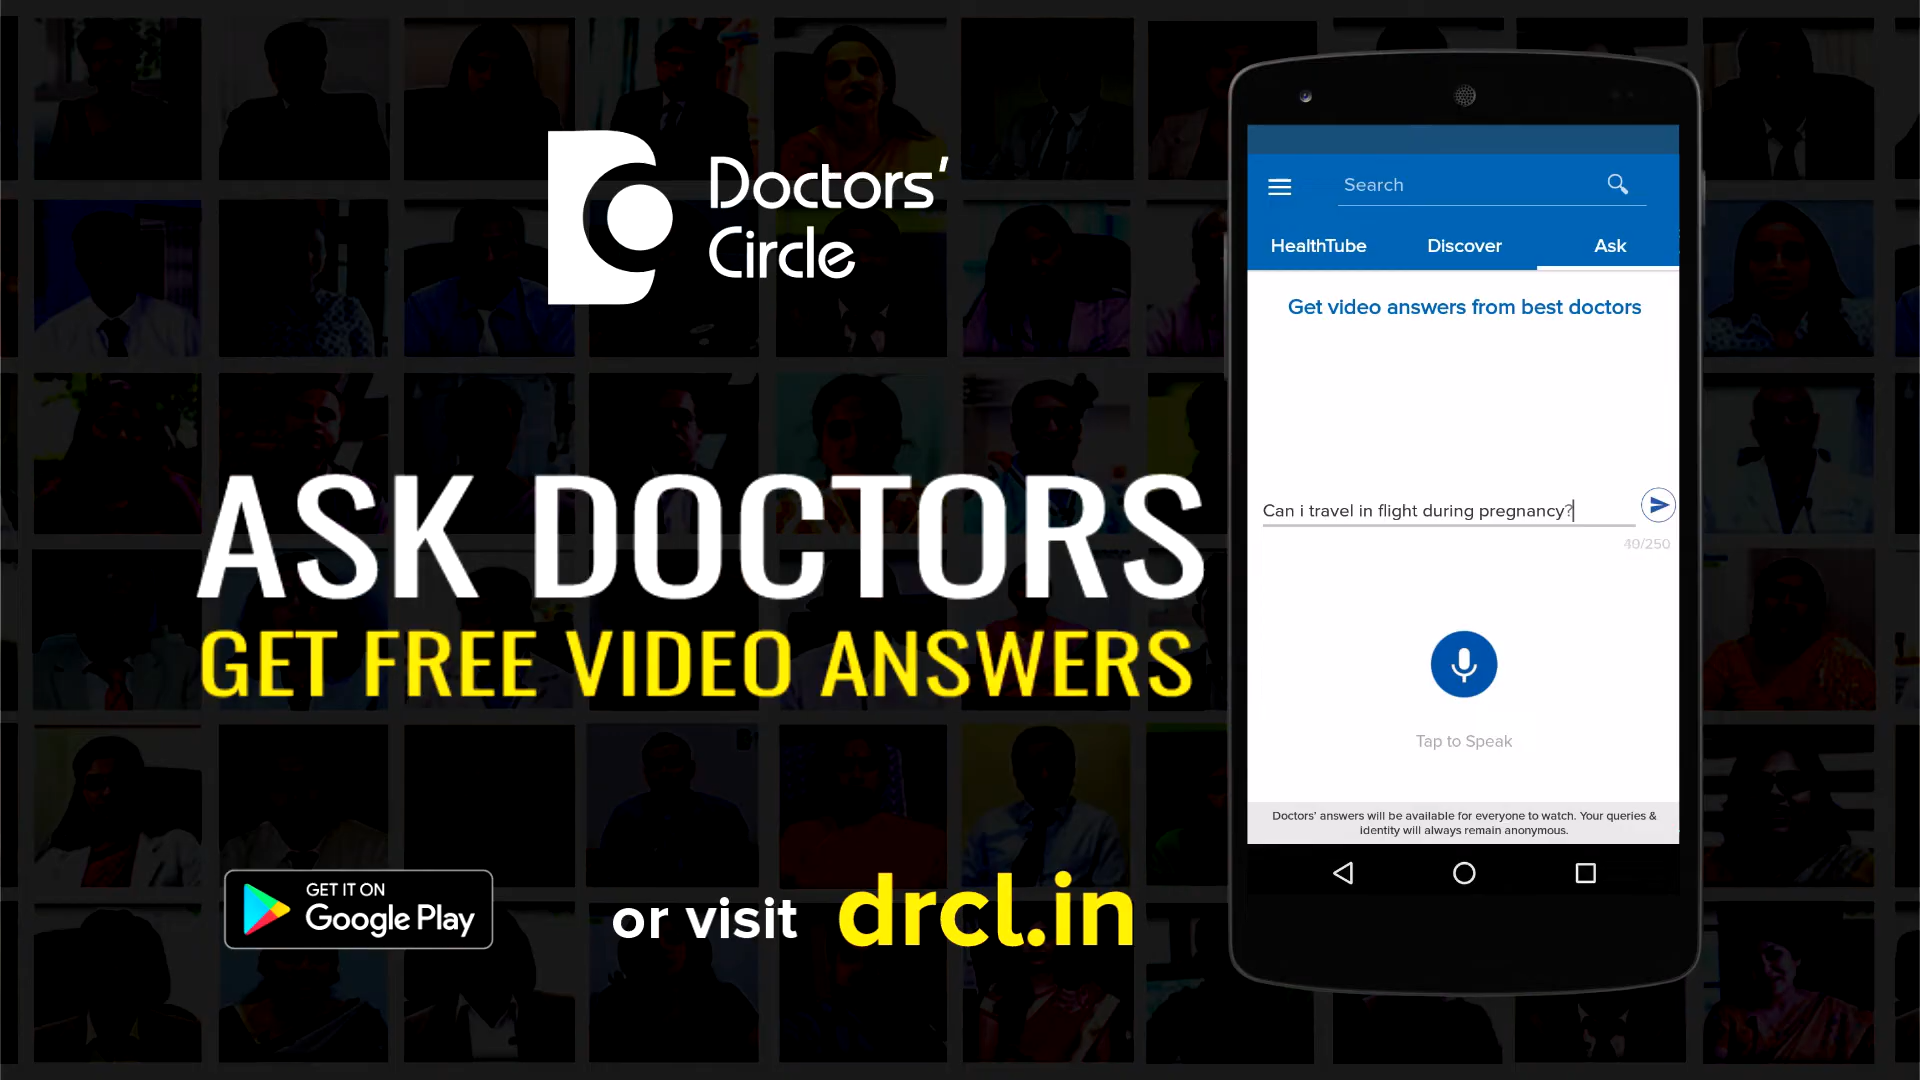 Doctors'
Circle
ASK DOCTORS
GET FREE VIDEO ANSWERS
GET IT ON
Google Play
or visit drcl.in
Search
HealthTube Discover Ask
Get video answers from best doctors
Can i travel in flight during pregnancy?
40/250
Tap to Speak
Doctors' answers will be available for everyone to watch. Your queries &
identity will always remain anonymous.